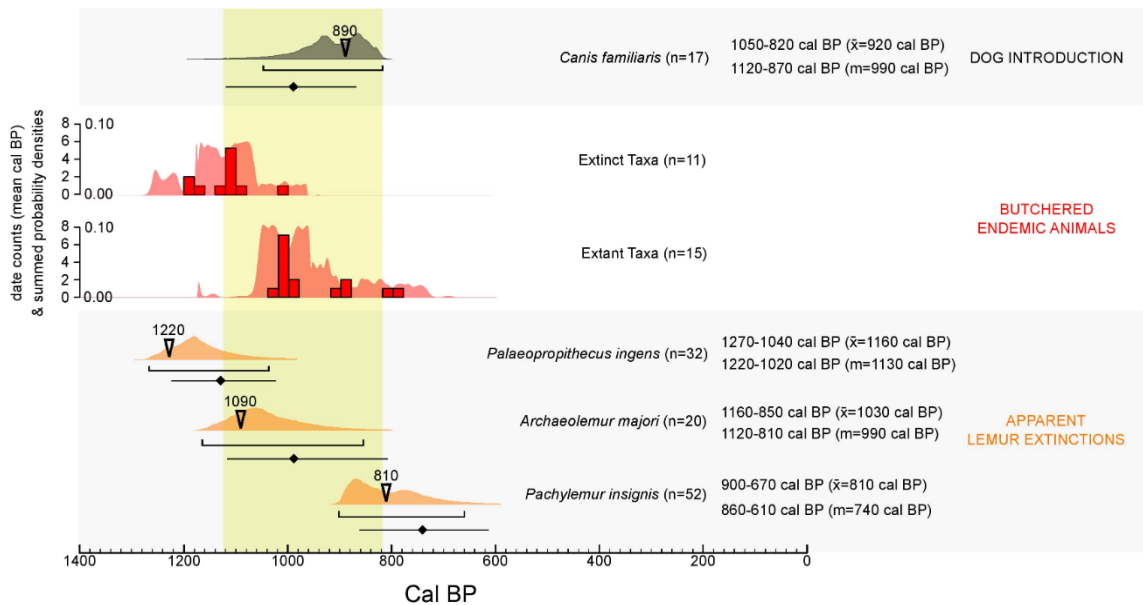 890
Canis familiaris (n=17)
1050-820 cal BP (x̄=920 cal BP)
1120-870 cal BP (m=990 cal BP)
DOG INTRODUCTION
date counts (mean cal BP)
& summed probability densities
8 0.10
6
4
2
0 0.00
Extinct Taxa (n=11)
8 0.10
6
4
2
0 0.00
Extant Taxa (n=15)
BUTCHERED
ENDEMIC ANIMALS
1220
Palaeopropithecus ingens (n=32)
1270-1040 cal BP (x̄=1160 cal BP)
1220-1020 cal BP (m=1130 cal BP)
1090
Archaeolemur majori (n=20)
1160-850 cal BP (x̄=1030 cal BP)
1120-810 cal BP (m=990 cal BP)
APPARENT
LEMUR EXTINCTIONS
810
Pachylemur insignis (n=52)
900-670 cal BP (x̄=810 cal BP)
860-610 cal BP (m=740 cal BP)
1400 1200 1000 800 600 400 200 0
Cal BP